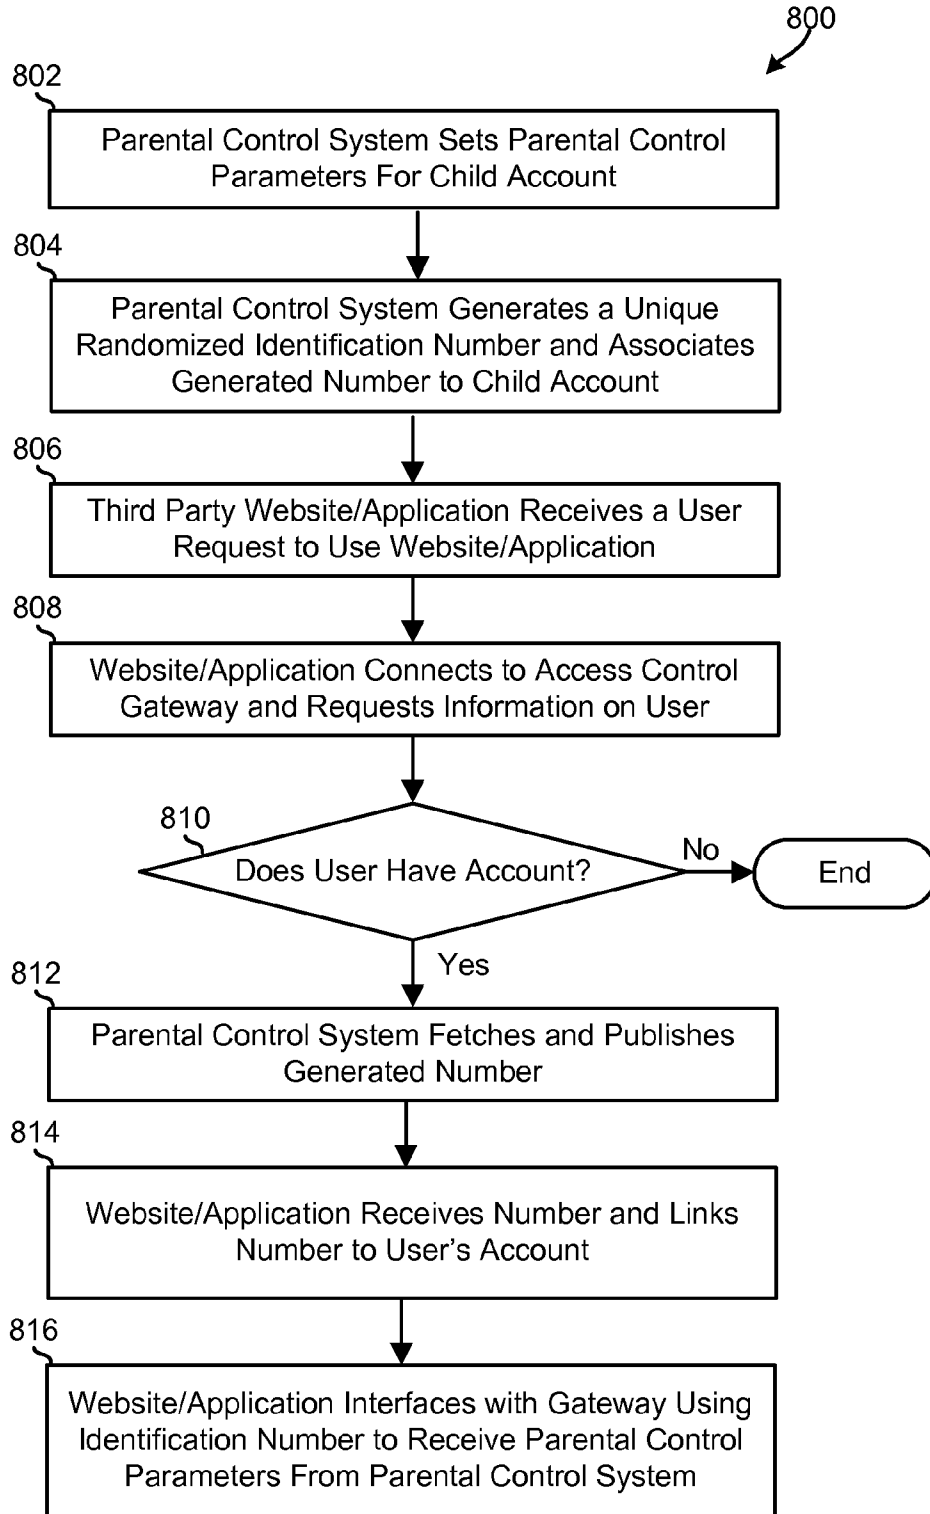 800
802
Parental Control System Sets Parental Control
Parameters For Child Account
804
Parental Control System Generates a Unique
Randomized Identification Number and Associates
Generated Number to Child Account
806
Third Party Website/Application Receives a User
Request to Use Website/Application
808
Website/Application Connects to Access Control
Gateway and Requests Information on User
810
Does User Have Account?
No
End
Yes
812
Parental Control System Fetches and Publishes
Generated Number
814
Website/Application Receives Number and Links
Number to User's Account
816
Website/Application Interfaces with Gateway Using
Identification Number to Receive Parental Control
Parameters From Parental Control System